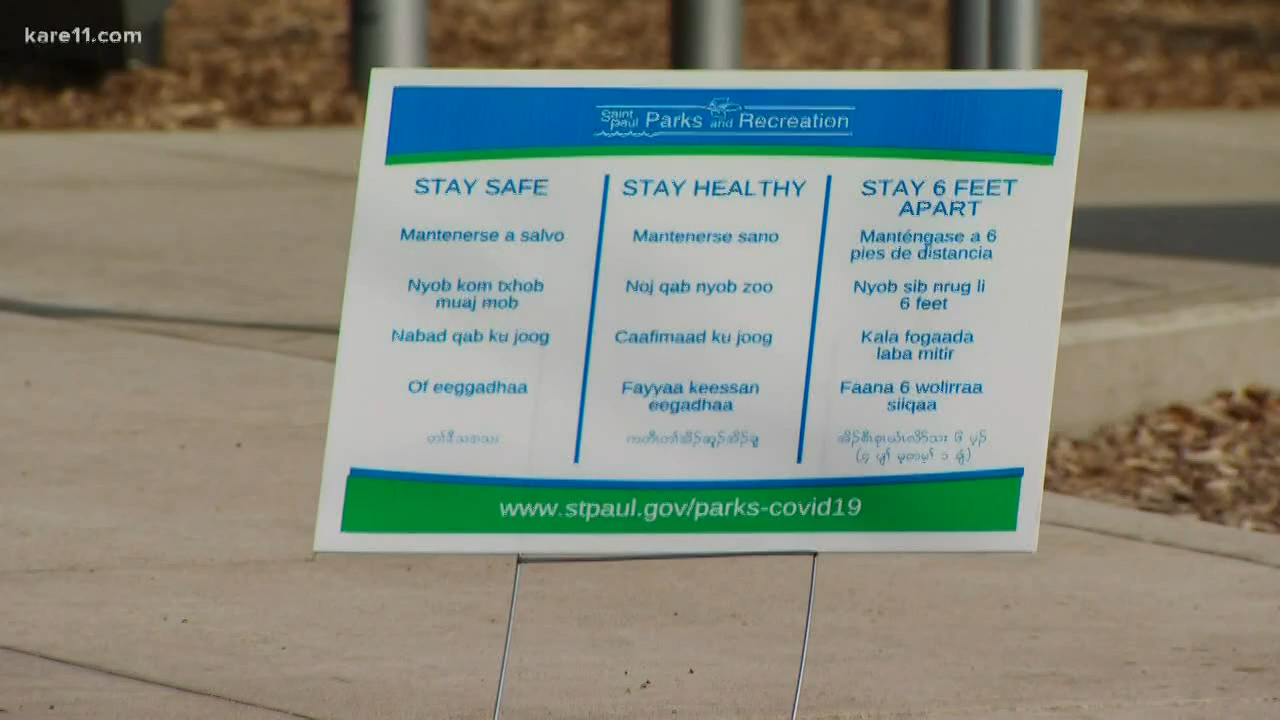 kare11.com
Saint Paul Parks and Recreation
STAY SAFE
Mantenerse a salvo
Nyob kom txhob
muaj mob
Nabad qab ku joog
Of eeggadhaa
STAY HEALTHY
Mantenerse sano
Noj qab nyob zoo
Caafimaad ku joog
Fayyaa keessan
eegadhaa
STAY 6 FEET
APART
Manténgase a 6
pies de distancia
Nyob sib nrug li
6 feet
Kala fogaada
laba mitir
Faana 6 wolirraa
siiqaa
www.stpaul.gov/parks-covid19